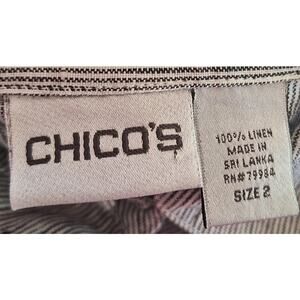 CHICO'S
100% LINEN
MADE IN
SRI LANKA
RN#79984
SIZE 2